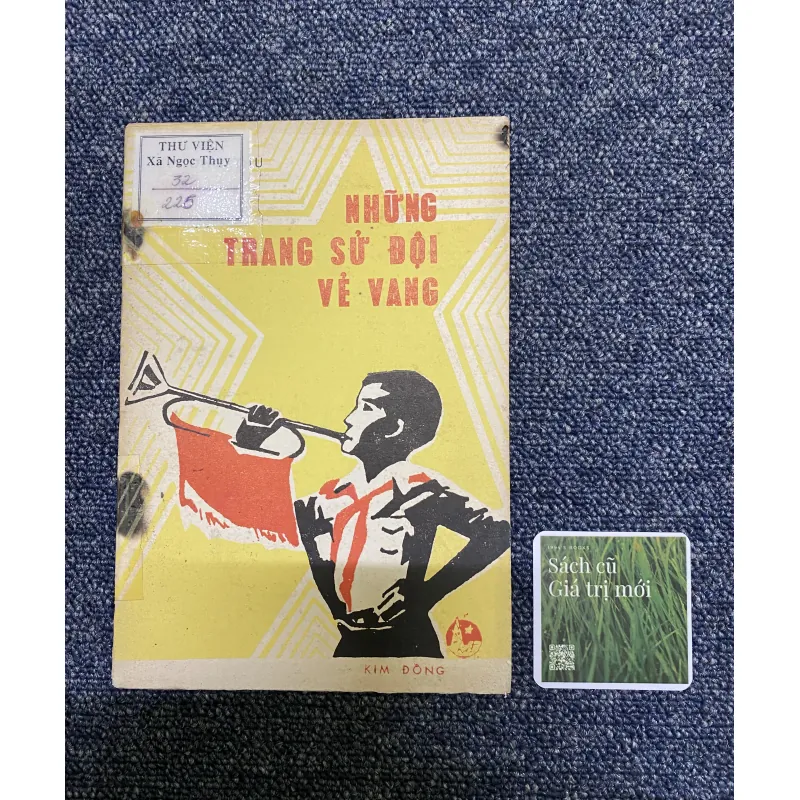 THƯ VIỆN
Xã Ngọc Thụy
32
225
NHỮNG
TRANG SỬ ĐỘI
VẺ VANG
KIM ĐỒNG
Sách cũ
Giá trị mới